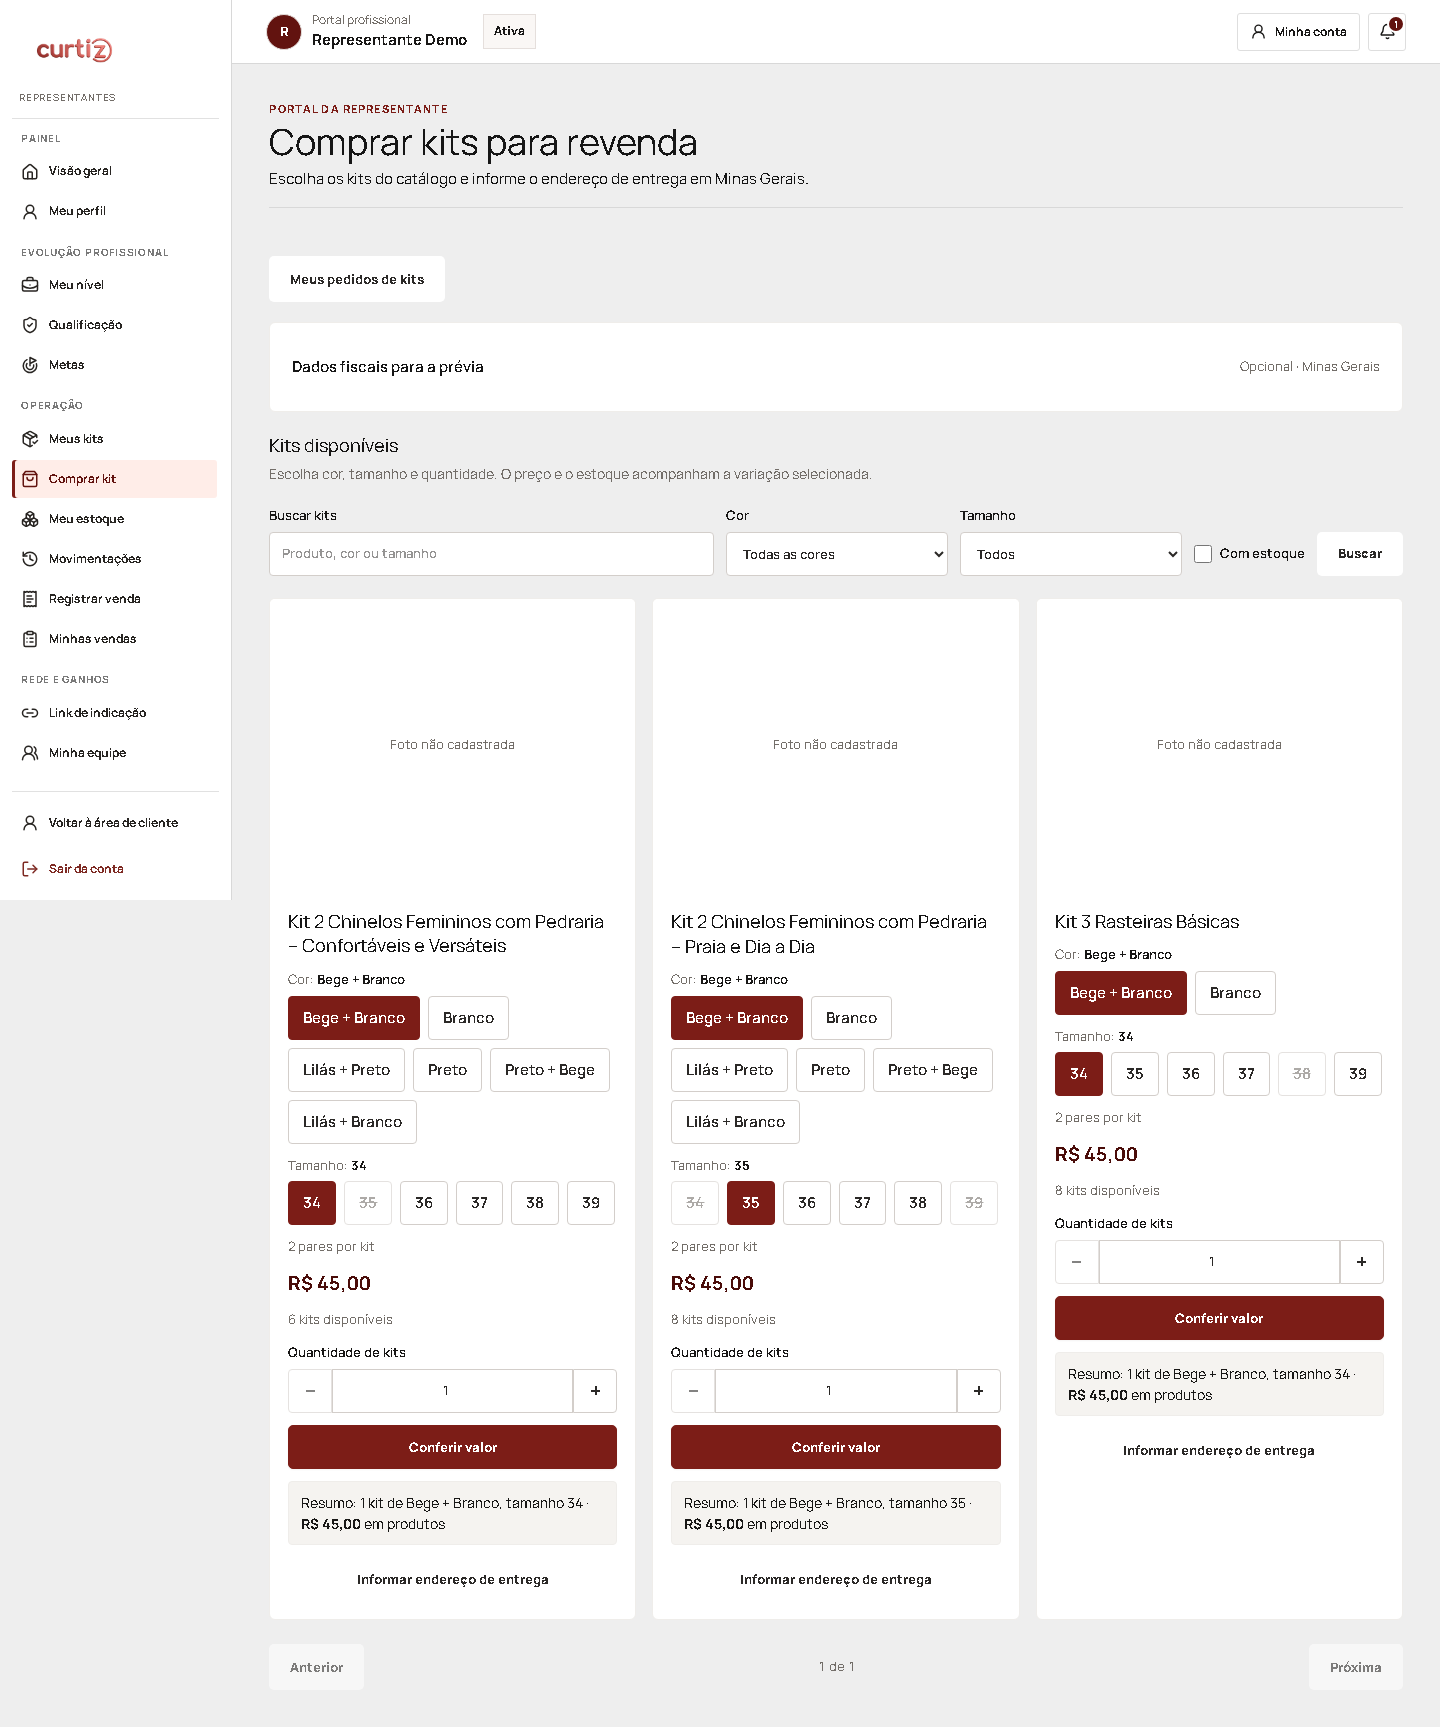 curtiz
REPRESENTANTES
PAINEL
Visão geral
Meu perfil
EVOLUÇÃO PROFISSIONAL
Meu nível
Qualificação
Metas
OPERAÇÃO
Meus kits
Comprar kit
Meu estoque
Movimentações
Registrar venda
Minhas vendas
REDE E GANHOS
Link de indicação
Minha equipe
Voltar à área de cliente
Sair da conta
R
Portal profissional
Representante Demo
Ativa
Minha conta
1
PORTAL DA REPRESENTANTE
Comprar kits para revenda
Escolha os kits do catálogo e informe o endereço de entrega em Minas Gerais.
Meus pedidos de kits
Dados fiscais para a prévia
Opcional · Minas Gerais
Kits disponíveis
Escolha cor, tamanho e quantidade. O preço e o estoque acompanham a variação selecionada.
Buscar kits
Produto, cor ou tamanho
Cor
Todas as cores
Tamanho
Todos
Com estoque
Buscar
Foto não cadastrada
Kit 2 Chinelos Femininos com Pedraria
– Confortáveis e Versáteis
Cor: Bege + Branco
Bege + Branco
Branco
Lilás + Preto
Preto
Preto + Bege
Lilás + Branco
Tamanho: 34
34
35
36
37
38
39
2 pares por kit
R$ 45,00
6 kits disponíveis
Quantidade de kits
−
1
+
Conferir valor
Resumo: 1 kit de Bege + Branco, tamanho 34 ·
R$ 45,00 em produtos
Informar endereço de entrega
Foto não cadastrada
Kit 2 Chinelos Femininos com Pedraria
– Praia e Dia a Dia
Cor: Bege + Branco
Bege + Branco
Branco
Lilás + Preto
Preto
Preto + Bege
Lilás + Branco
Tamanho: 35
34
35
36
37
38
39
2 pares por kit
R$ 45,00
8 kits disponíveis
Quantidade de kits
−
1
+
Conferir valor
Resumo: 1 kit de Bege + Branco, tamanho 35 ·
R$ 45,00 em produtos
Informar endereço de entrega
Foto não cadastrada
Kit 3 Rasteiras Básicas
Cor: Bege + Branco
Bege + Branco
Branco
Tamanho: 34
34
35
36
37
38
39
2 pares por kit
R$ 45,00
8 kits disponíveis
Quantidade de kits
−
1
+
Conferir valor
Resumo: 1 kit de Bege + Branco, tamanho 34 ·
R$ 45,00 em produtos
Informar endereço de entrega
Anterior
1 de 1
Próxima